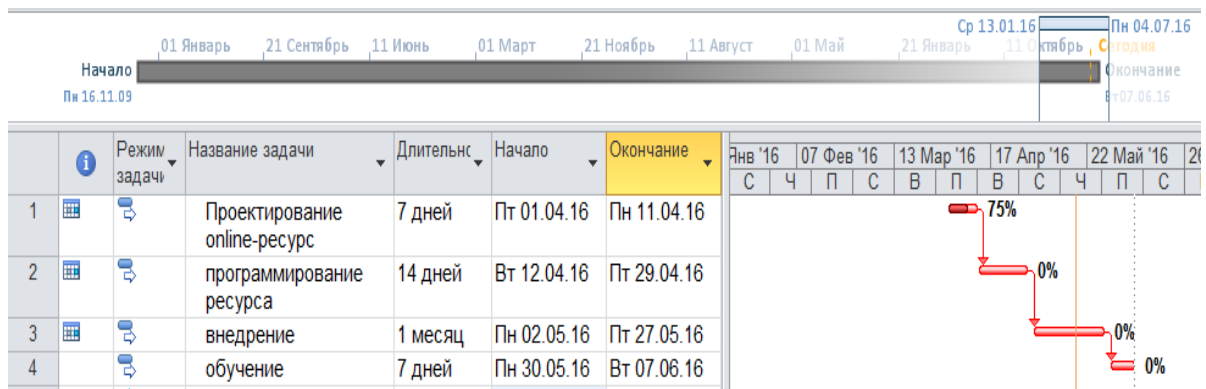 Ср 13.01.16 Пн 04.07.16
01 Январь 21 Сентябрь 11 Июнь 01 Март 21 Ноябрь 11 Август 01 Май 21 Январь 11 Октябрь Сегодня
Начало Окончание
Пн 16.11.09 Вт 07.06.16
Режим задачи Название задачи Длительнс Начало Окончание
Янв '16 07 Фев '16 13 Мар '16 17 Апр '16 22 Май '16 26
С Ч П С В П В С Ч П С
1 Проектирование 7 дней Пт 01.04.16 Пн 11.04.16 75%
online-ресурс
2 программирование 14 дней Вт 12.04.16 Пт 29.04.16 0%
ресурса
3 внедрение 1 месяц Пн 02.05.16 Пт 27.05.16 0%
4 обучение 7 дней Пн 30.05.16 Вт 07.06.16 0%